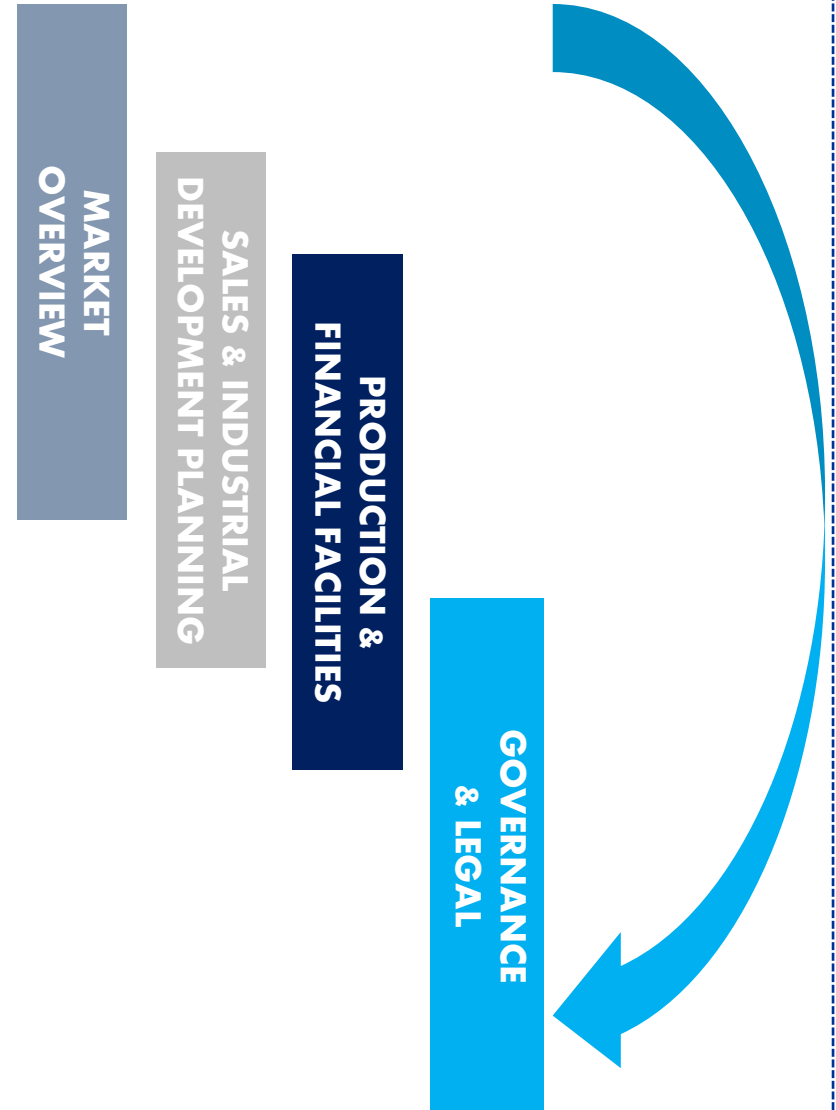 MARKET
OVERVIEW
SALES & INDUSTRIAL
DEVELOPMENT PLANNING
PRODUCTION &
FINANCIAL FACILITIES
GOVERNANCE
& LEGAL